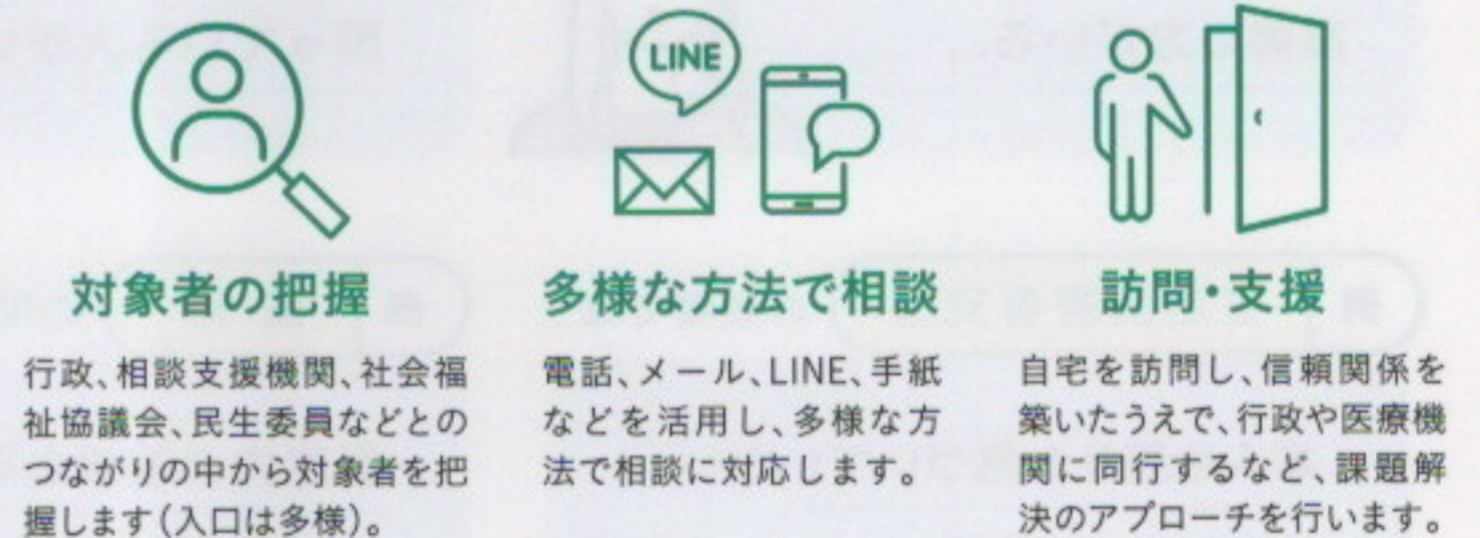 LINE
対象者の把握
行政、相談支援機関、社会福
祉協議会、民生委員などとの
つながりの中から対象者を把
握します(入口は多様)。
多様な方法で相談
電話、メール、LINE、手紙
などを活用し、多様な方
法で相談に対応します。
訪問・支援
自宅を訪問し、信頼関係を
築いたうえで、行政や医療機
関に同行するなど、課題解
決のアプローチを行います。